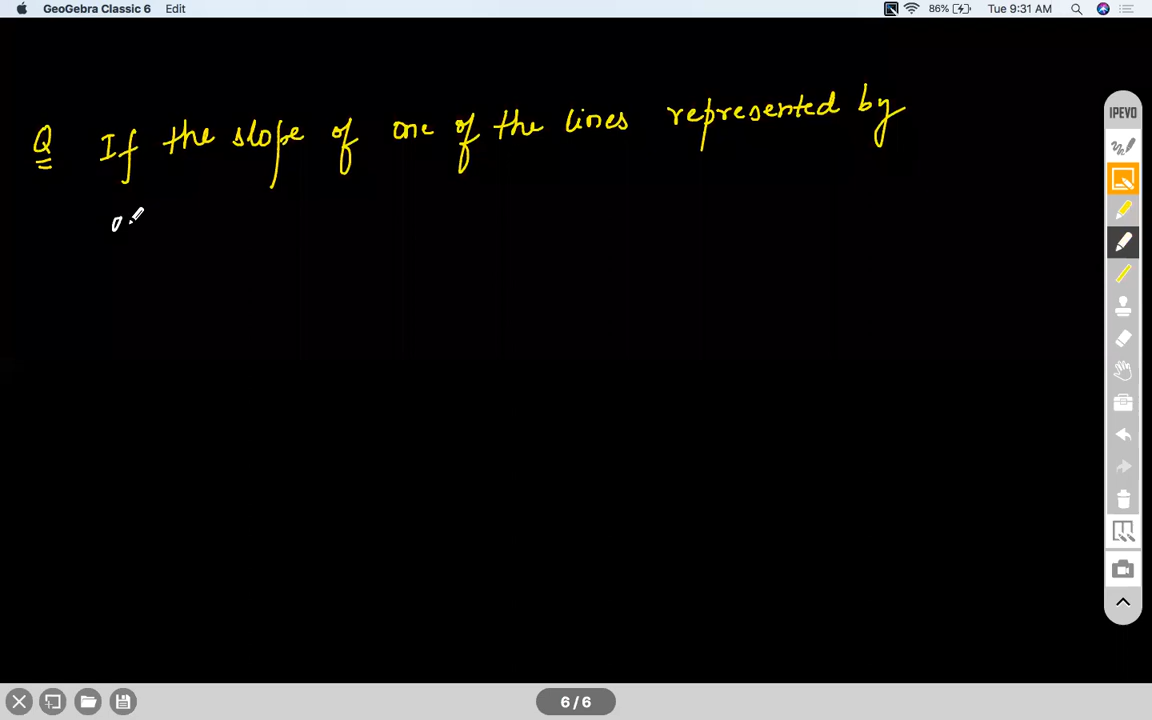 GeoGebra Classic 6 Edit 86% Tue 9:31 AM
Q If the slope of one of the lines represented by
IPEVO
6 / 6